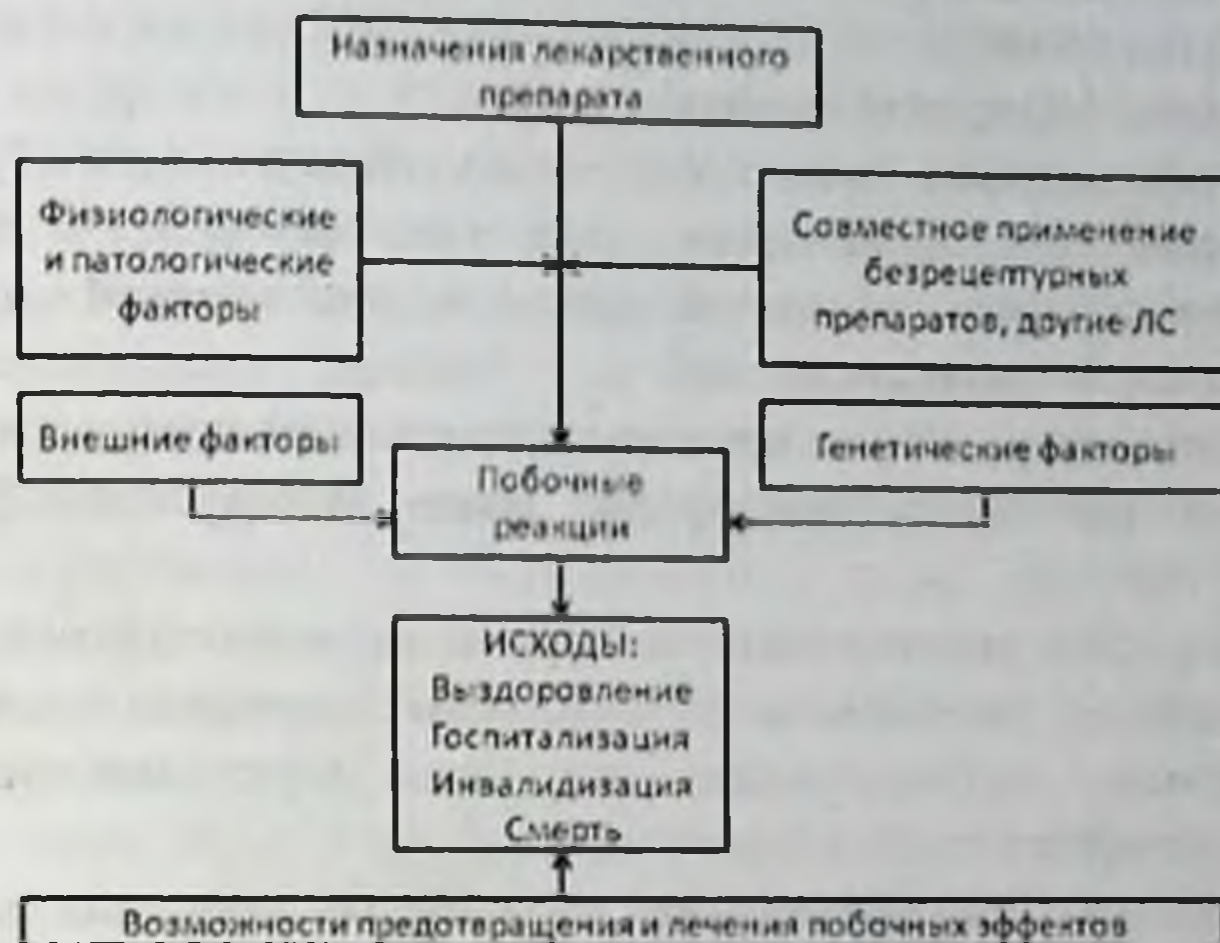 Назначения лекарственного
препарата
Физиологические
и патологические
факторы
Совместное применение
безрецептурных
препаратов, другие ЛС
Внешние факторы
Генетические факторы
Побочные
реакции
ИСХОДЫ:
Выздоровление
Госпитализация
Инвалидизация
Смерть
Возможности предотвращения и лечения побочных эффектов